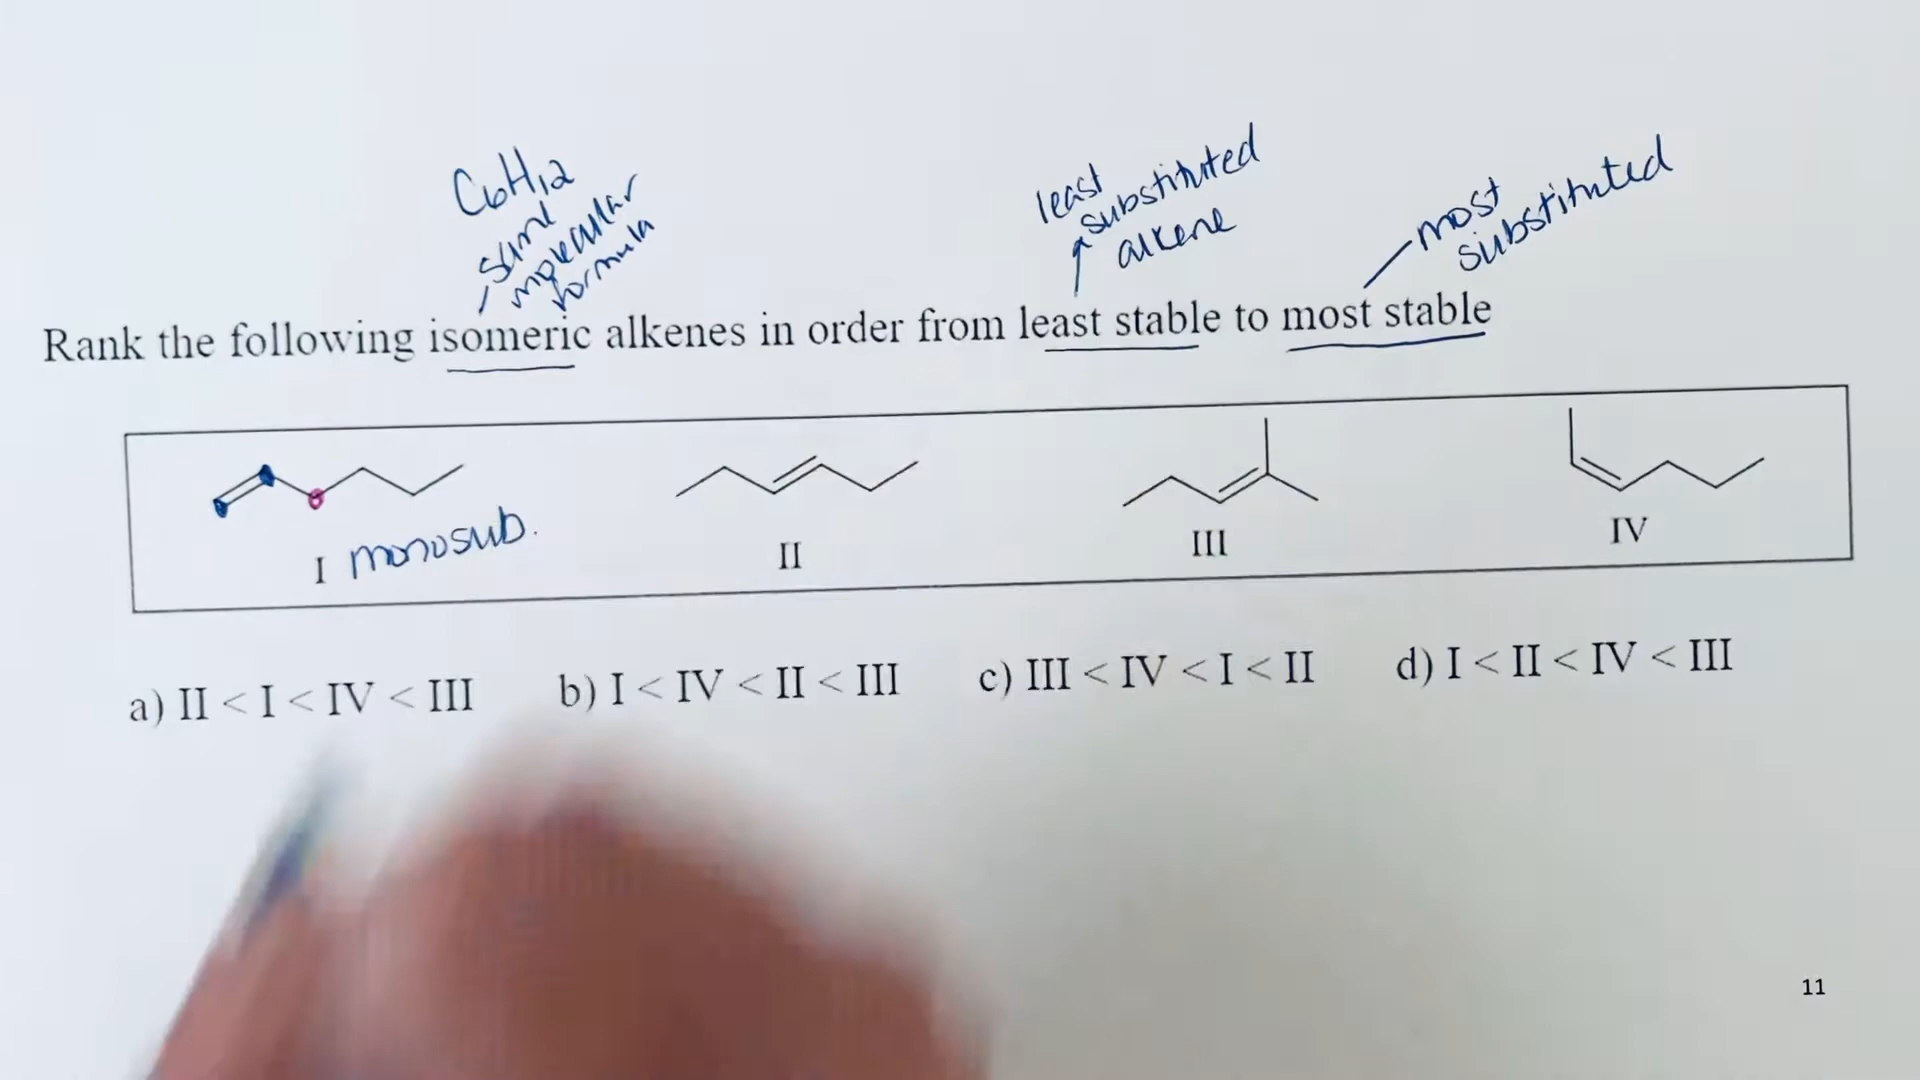 C6H12
same
molecular
formula
least
substituted
alkene
most
substituted
Rank the following isomeric alkenes in order from least stable to most stable
I monosub.
II
III
IV
a) II < I < IV < III b) I < IV < II < III c) III < IV < I < II d) I < II < IV < III
11